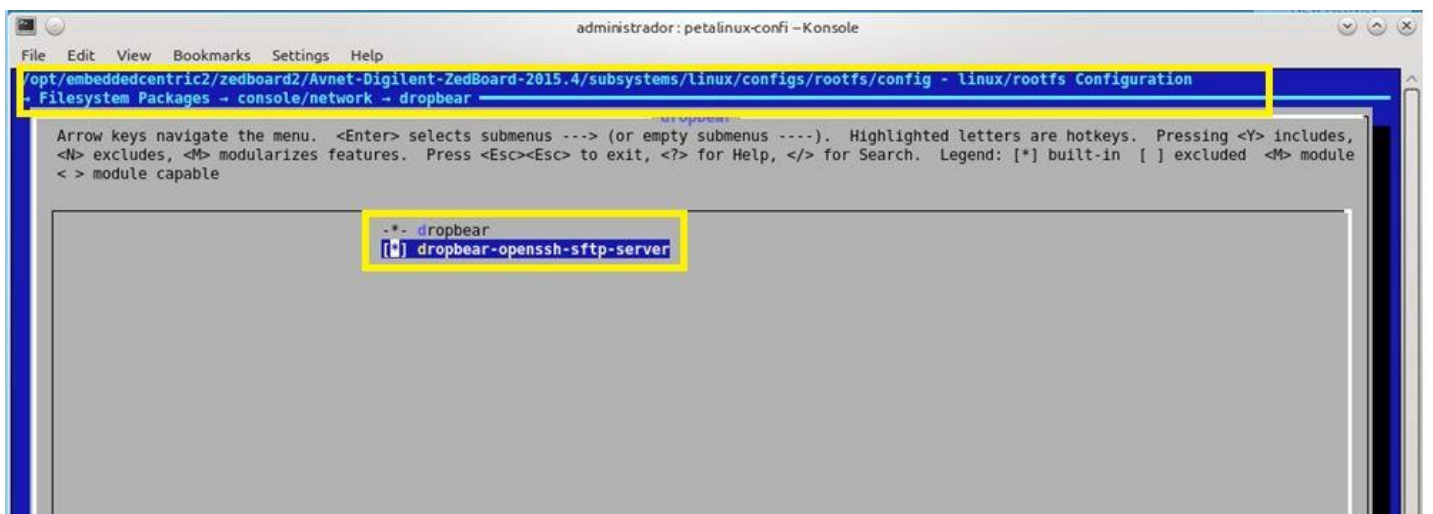 administrador : petalinux-confi – Konsole
File Edit View Bookmarks Settings Help
/opt/embeddedcentric2/zedboard2/Avnet-Digilent-ZedBoard-2015.4/subsystems/linux/configs/rootfs/config - linux/rootfs Configuration
→ Filesystem Packages → console/network → dropbear
dropbear
Arrow keys navigate the menu. <Enter> selects submenus ---> (or empty submenus ----). Highlighted letters are hotkeys. Pressing <Y> includes,
<N> excludes, <M> modularizes features. Press <Esc><Esc> to exit, <?> for Help, </> for Search. Legend: [*] built-in [ ] excluded <M> module
< > module capable
-*- dropbear
[*] dropbear-openssh-sftp-server